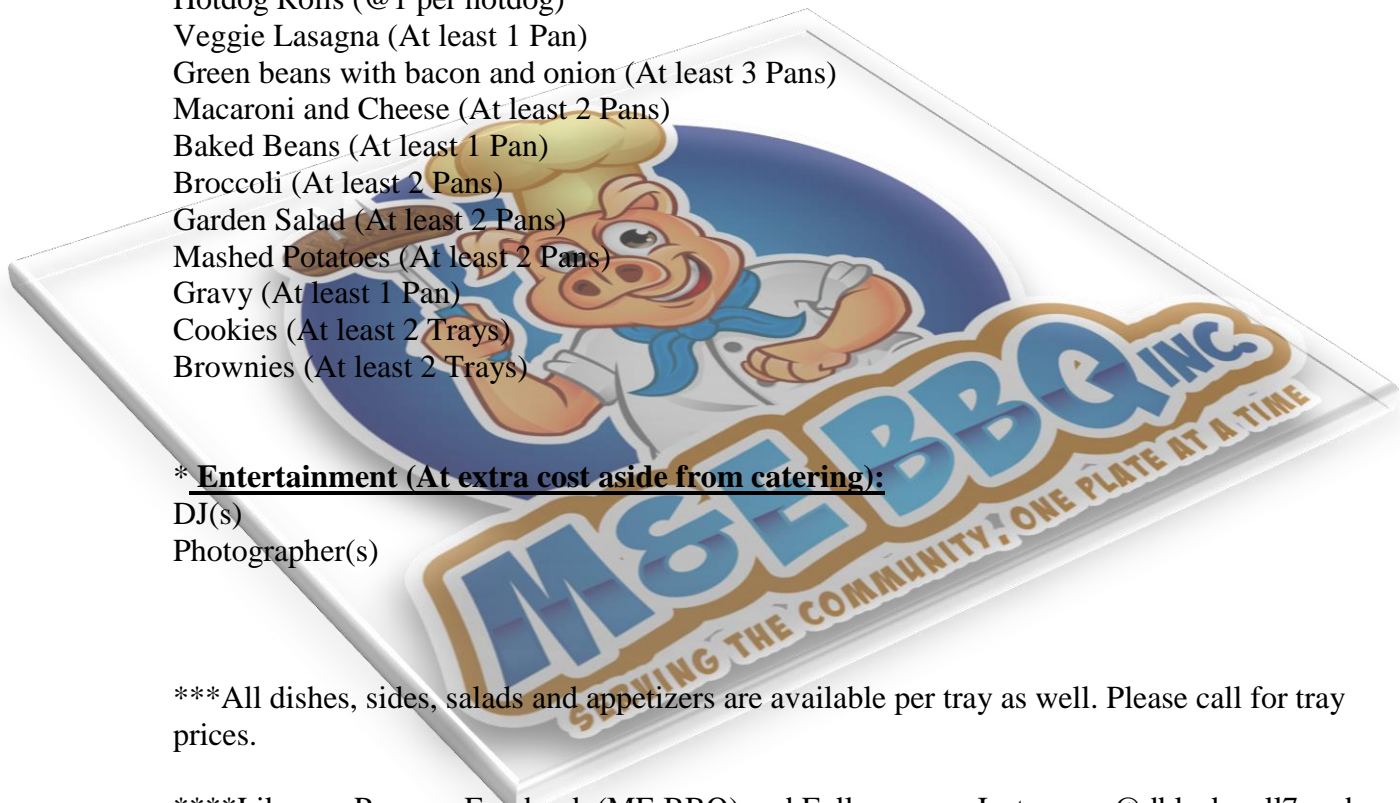 Hotdog Rolls (@1 per hotdog)
Veggie Lasagna (At least 1 Pan)
Green beans with bacon and onion (At least 3 Pans)
Macaroni and Cheese (At least 2 Pans)
Baked Beans (At least 1 Pan)
Broccoli (At least 2 Pans)
Garden Salad (At least 2 Pans)
Mashed Potatoes (At least 2 Pans)
Gravy (At least 1 Pan)
Cookies (At least 2 Trays)
Brownies (At least 2 Trays)
* Entertainment (At extra cost aside from catering):
DJ(s)
Photographer(s)
M&E BBQ INC.
SERVING THE COMMUNITY, ONE PLATE AT A TIME
***All dishes, sides, salads and appetizers are available per tray as well. Please call for tray
prices.